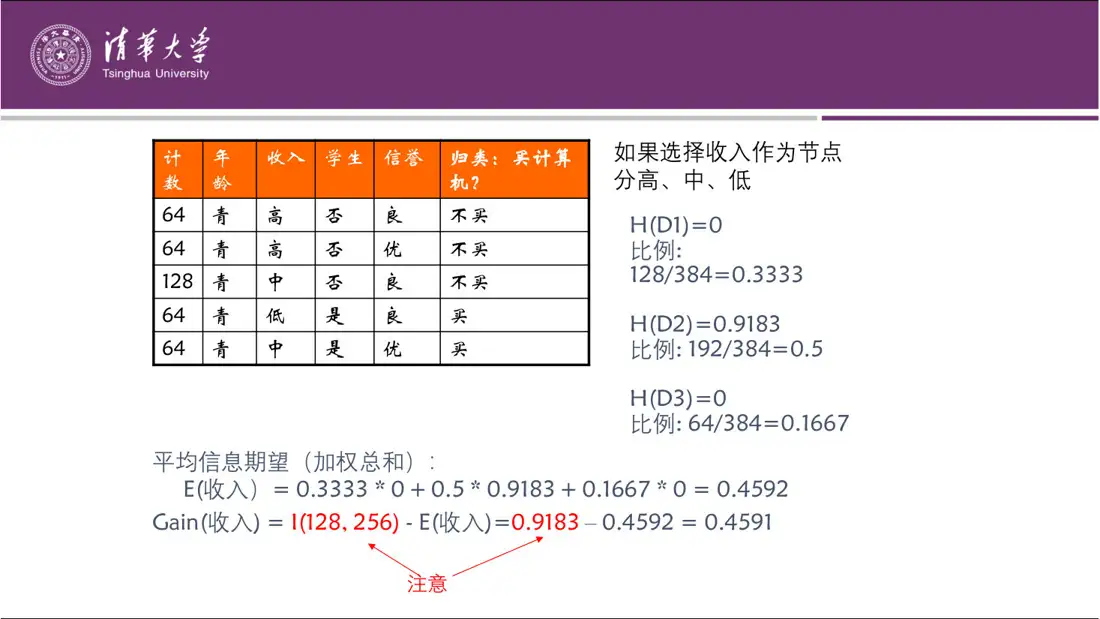 清华大学
Tsinghua University
计数 年龄 收入 学生 信誉 归类：买计算机？
64 青 高 否 良 不买
64 青 高 否 优 不买
128 青 中 否 良 不买
64 青 低 是 良 买
64 青 中 是 优 买
如果选择收入作为节点
分高、中、低
H(D1)=0
比例:
128/384=0.3333
H(D2)=0.9183
比例: 192/384=0.5
H(D3)=0
比例: 64/384=0.1667
平均信息期望（加权总和）:
E(收入）= 0.3333 * 0 + 0.5 * 0.9183 + 0.1667 * 0 = 0.4592
Gain(收入) = I(128, 256) - E(收入)=0.9183 – 0.4592 = 0.4591
注意